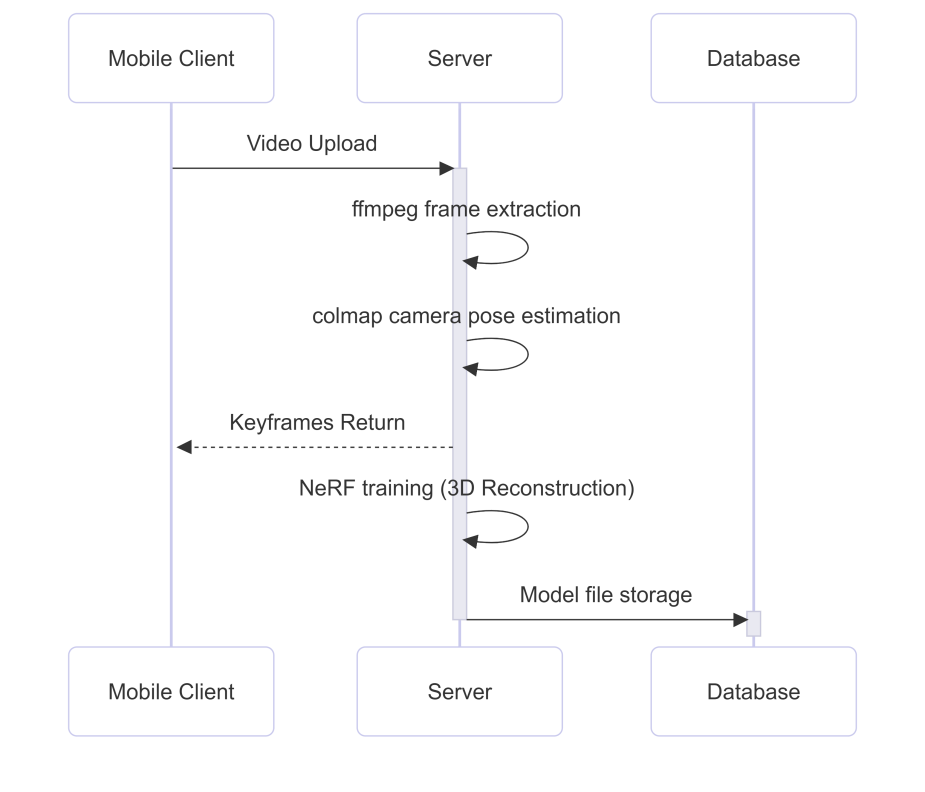 Mobile Client
Server
Database
Video Upload
ffmpeg frame extraction
colmap camera pose estimation
Keyframes Return
NeRF training (3D Reconstruction)
Model file storage
Mobile Client
Server
Database